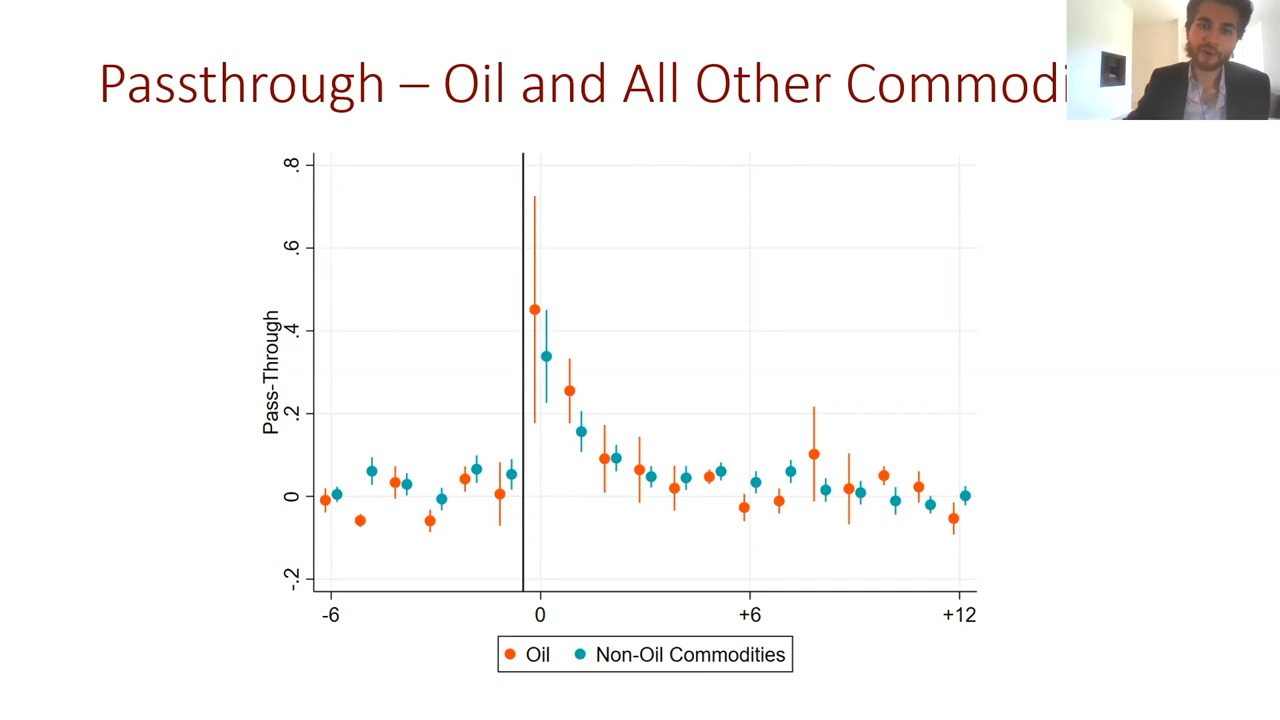 Passthrough – Oil and All Other Commodi
.8
.6
.4
.2
0
-.2
Pass-Through
-6
0
+6
+12
Oil
Non-Oil Commodities